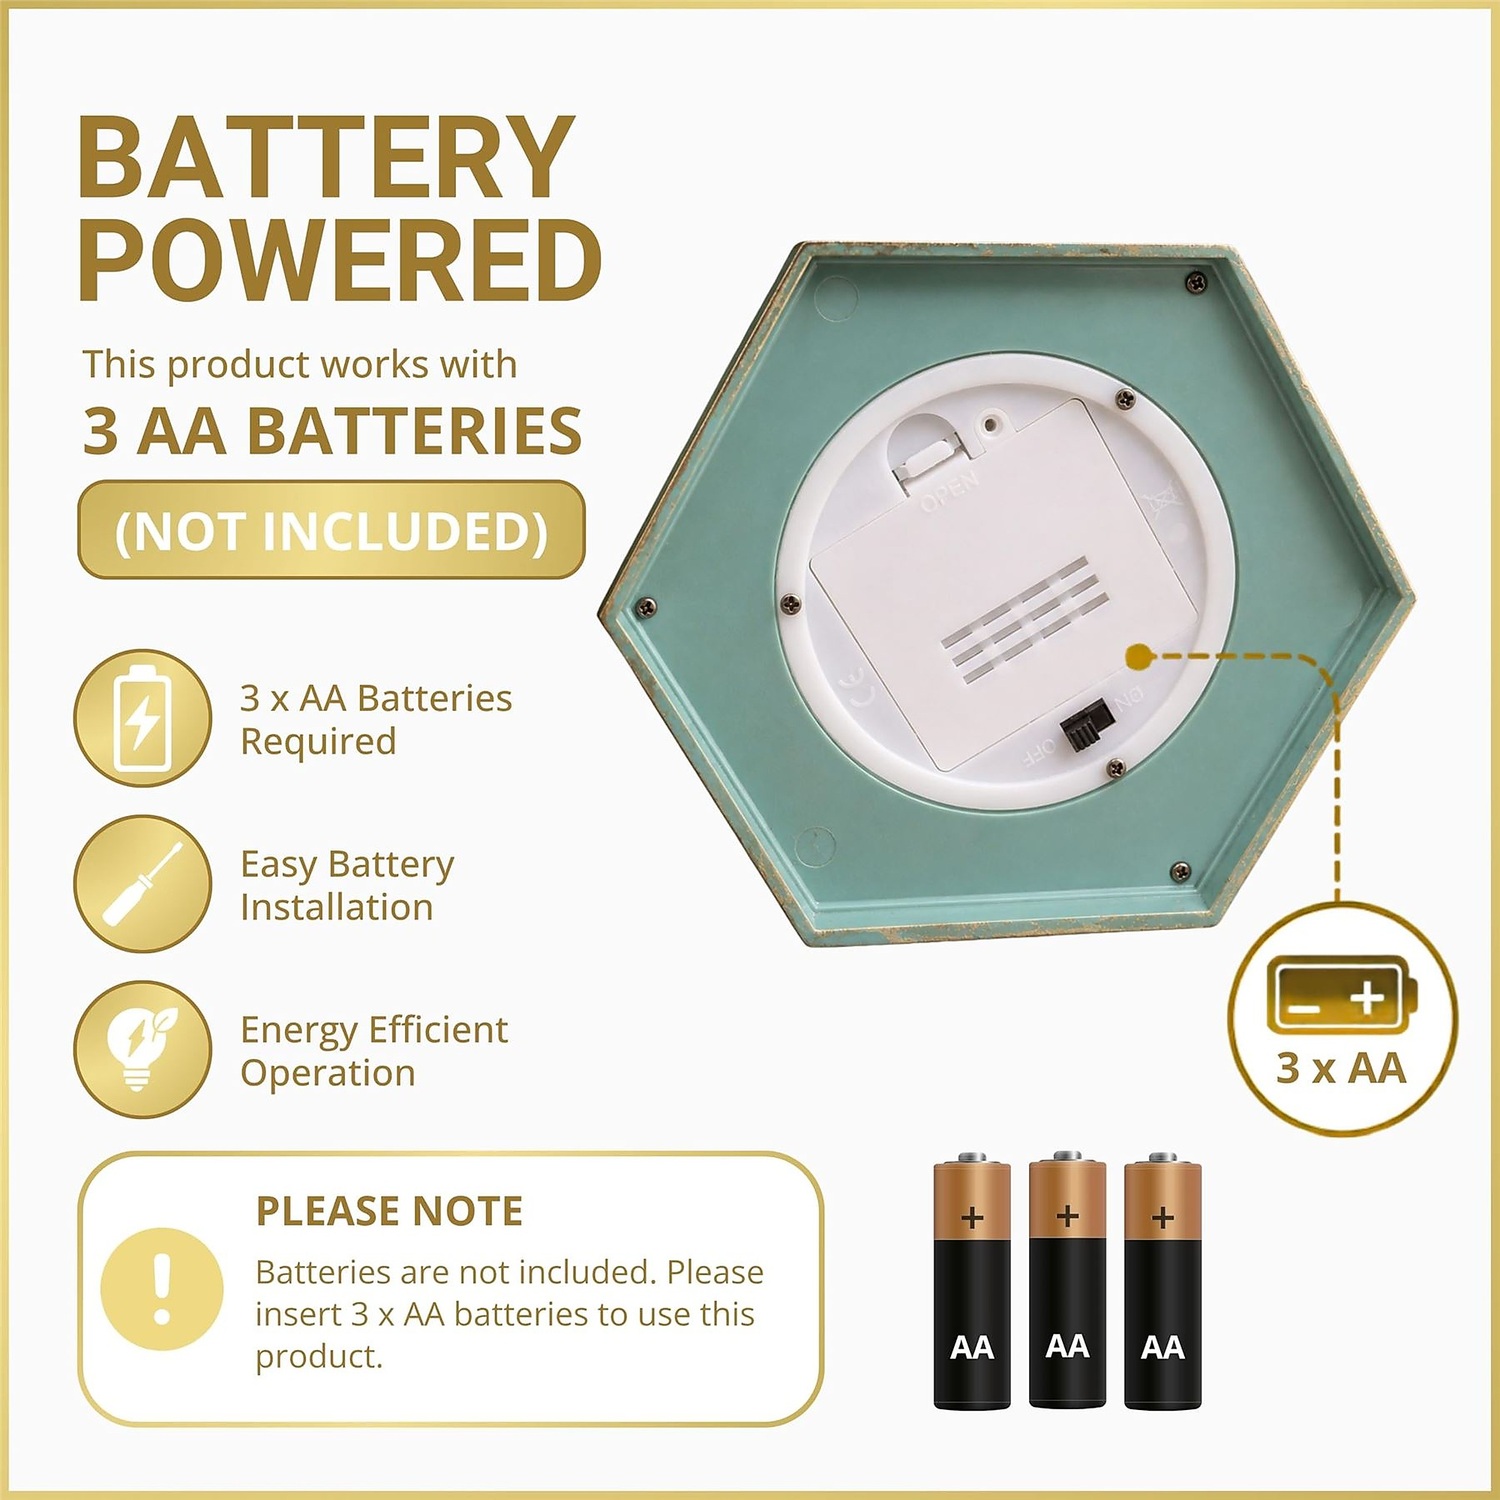 BATTERY
POWERED
This product works with
3 AA BATTERIES
(NOT INCLUDED)
3 x AA Batteries
Required
Easy Battery
Installation
Energy Efficient
Operation
OPEN
CE
ON
OFF
3 x AA
PLEASE NOTE
Batteries are not included. Please
insert 3 x AA batteries to use this
product.
+
AA
+
AA
+
AA